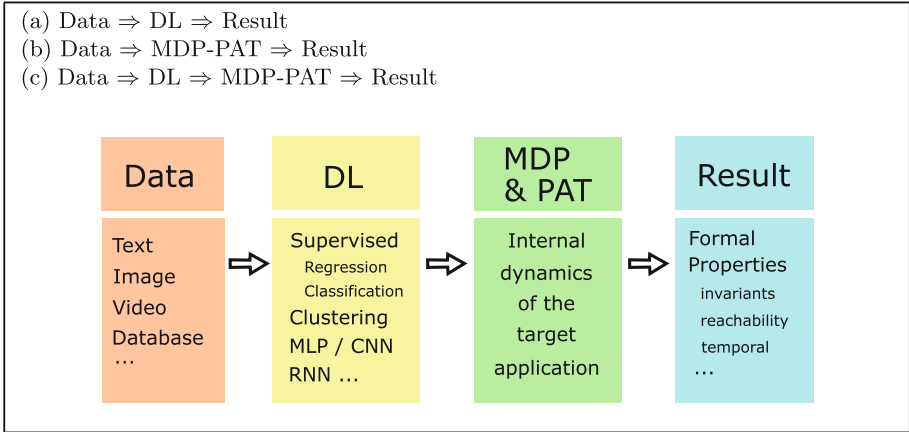 (a) Data ⇒ DL ⇒ Result
(b) Data ⇒ MDP-PAT ⇒ Result
(c) Data ⇒ DL ⇒ MDP-PAT ⇒ Result
Data
Text
Image
Video
Database
...
DL
Supervised
Regression
Classification
Clustering
MLP / CNN
RNN ...
MDP
& PAT
Internal
dynamics
of the
target
application
Result
Formal
Properties
invariants
reachability
temporal
...